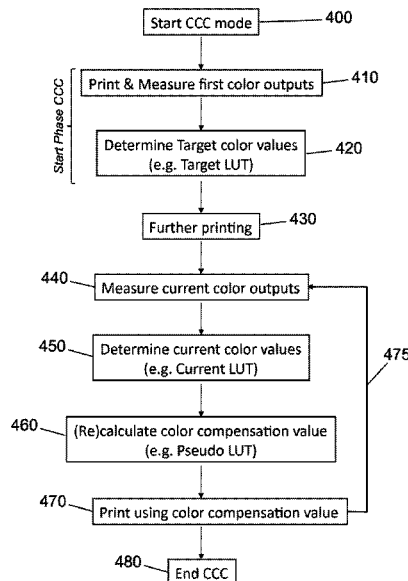 Start CCC mode
400
Start Phase CCC
Print & Measure first color outputs
410
Determine Target color values
(e.g. Target LUT)
420
Further printing
430
440
Measure current color outputs
450
Determine current color values
(e.g. Current LUT)
475
460
(Re)calculate color compensation value
(e.g. Pseudo LUT)
470
Print using color compensation value
480
End CCC